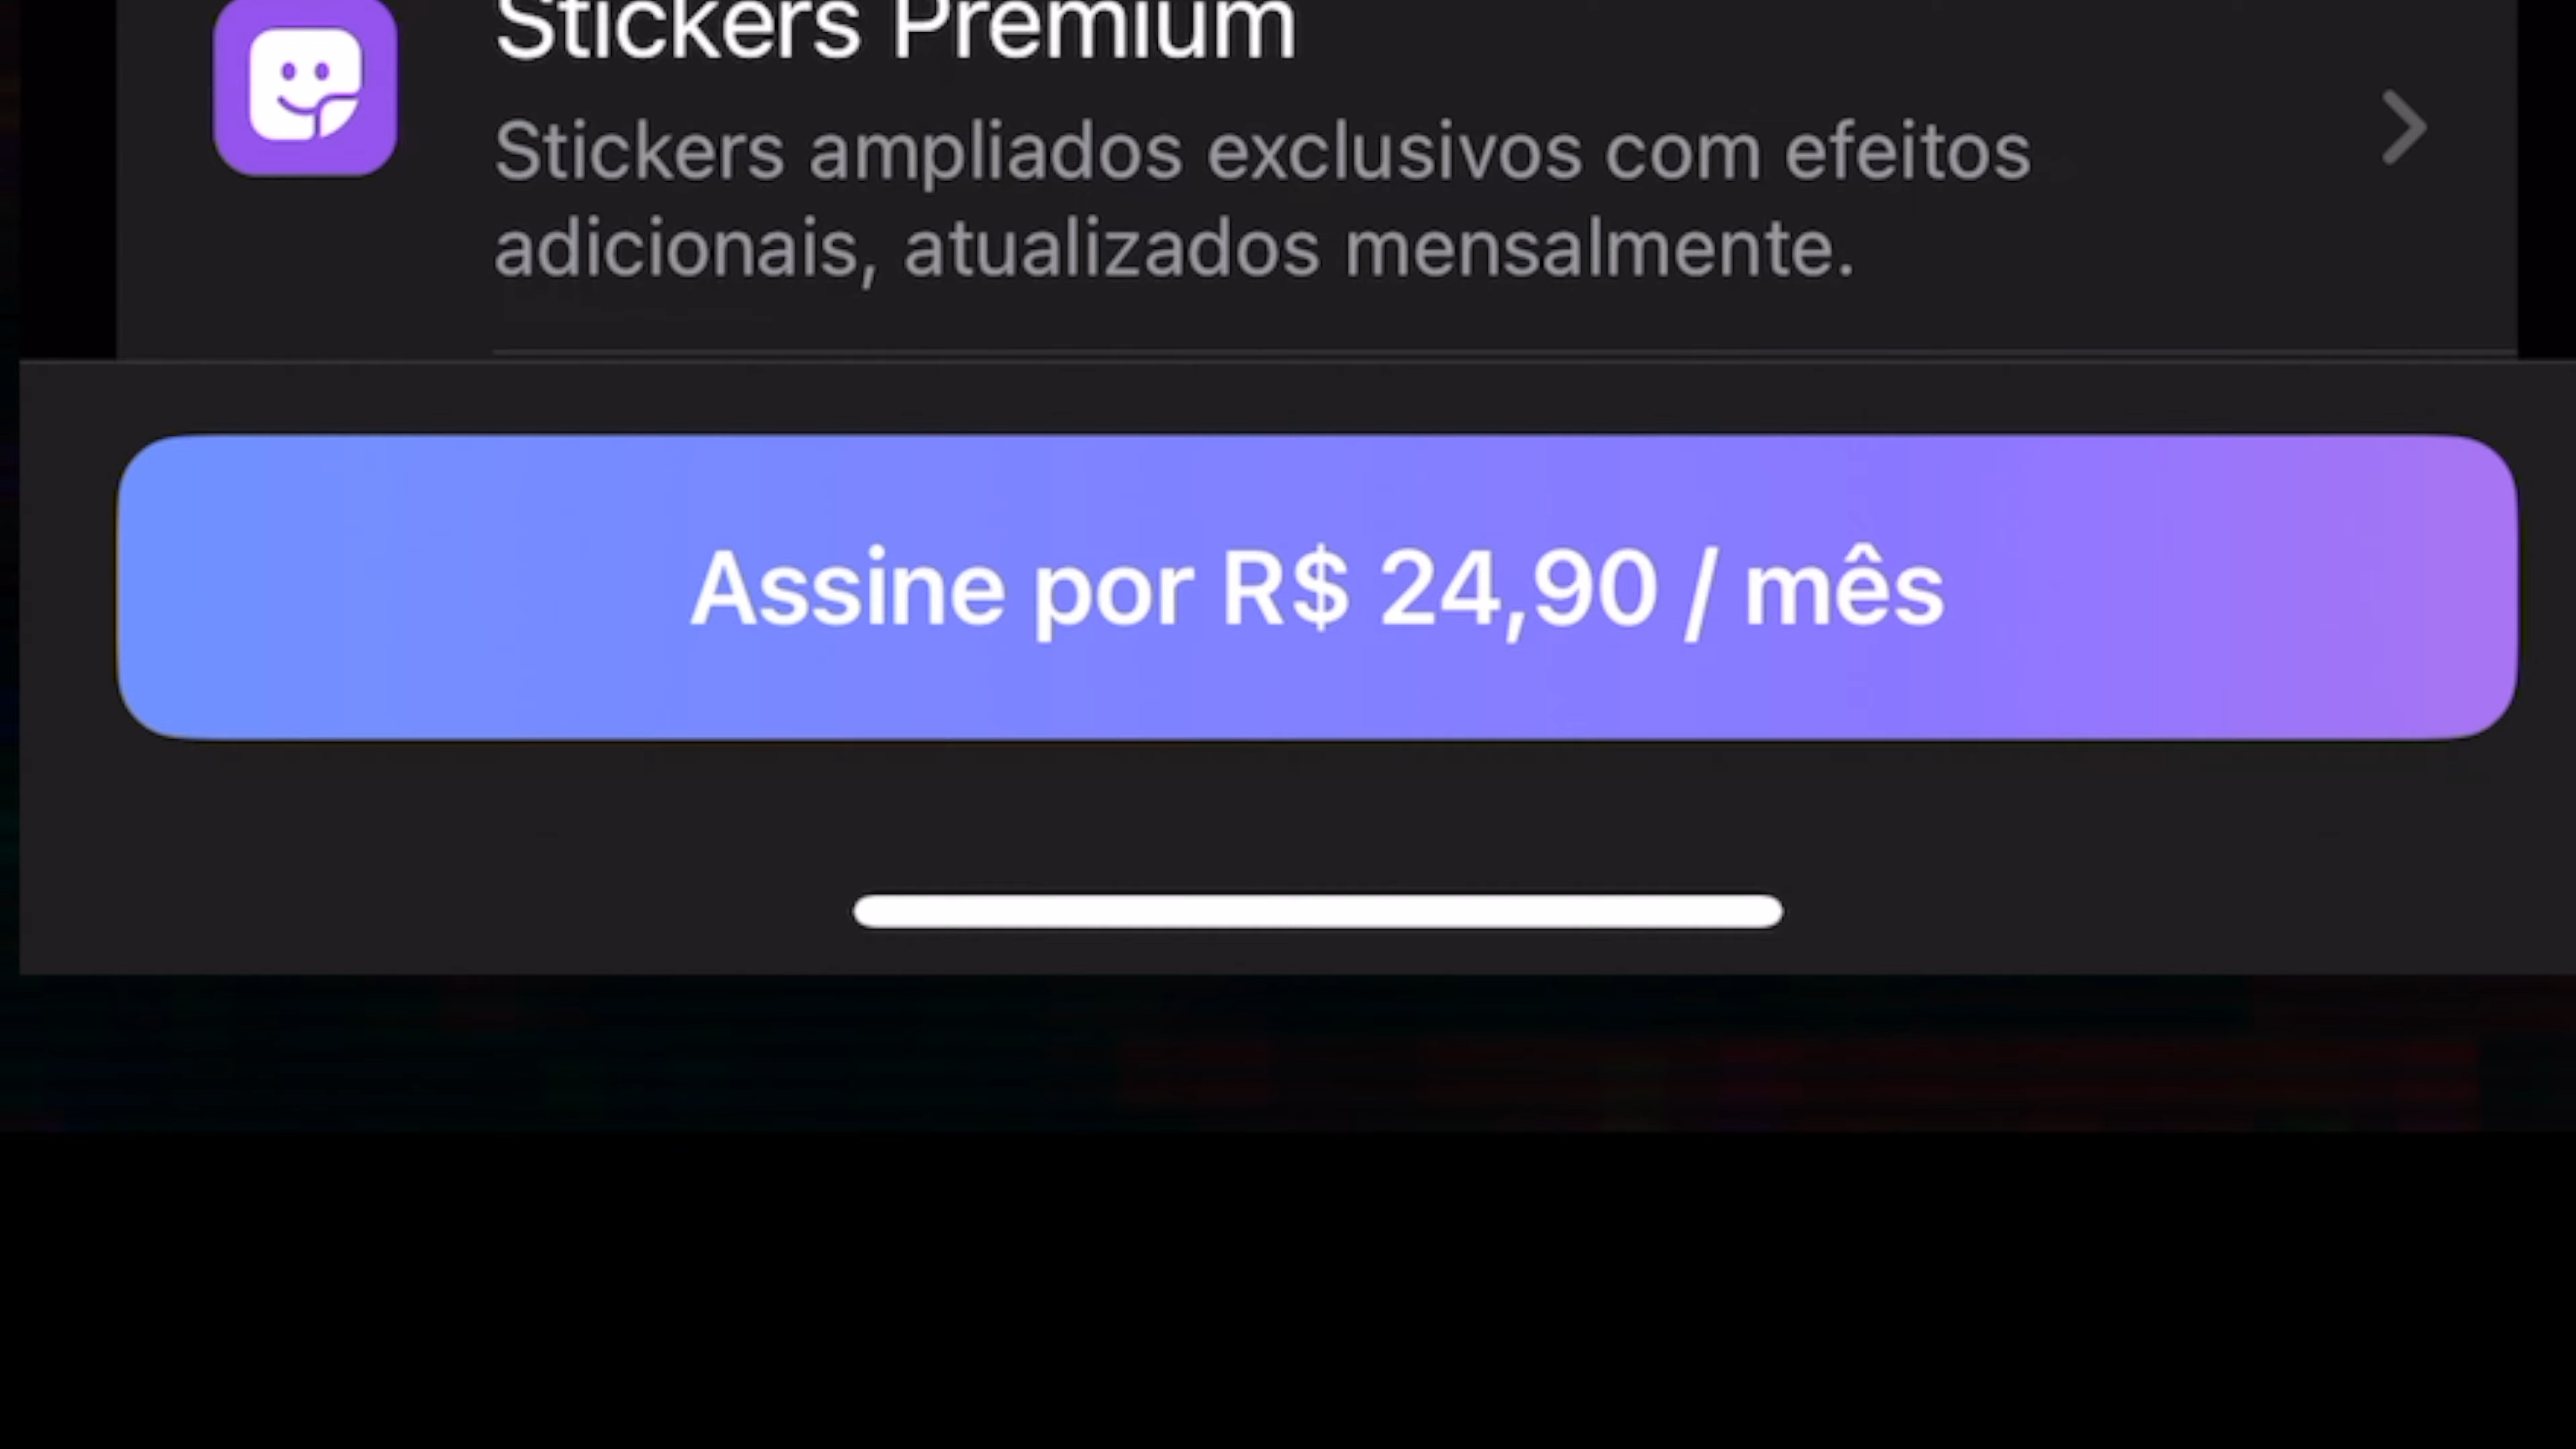 Stickers Premium
Stickers ampliados exclusivos com efeitos
adicionais, atualizados mensalmente.
Assine por R$ 24,90 / mês